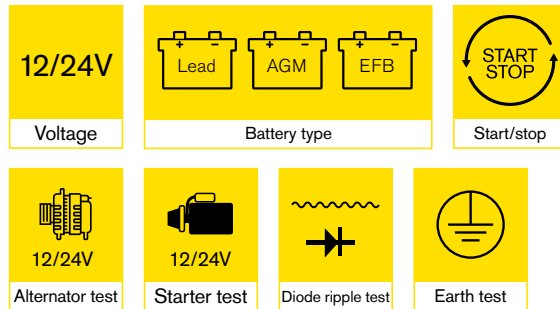 12/24V
Voltage
Lead
AGM
EFB
Battery type
START
STOP
Start/stop
12/24V
Alternator test
12/24V
Starter test
Diode ripple test
Earth test